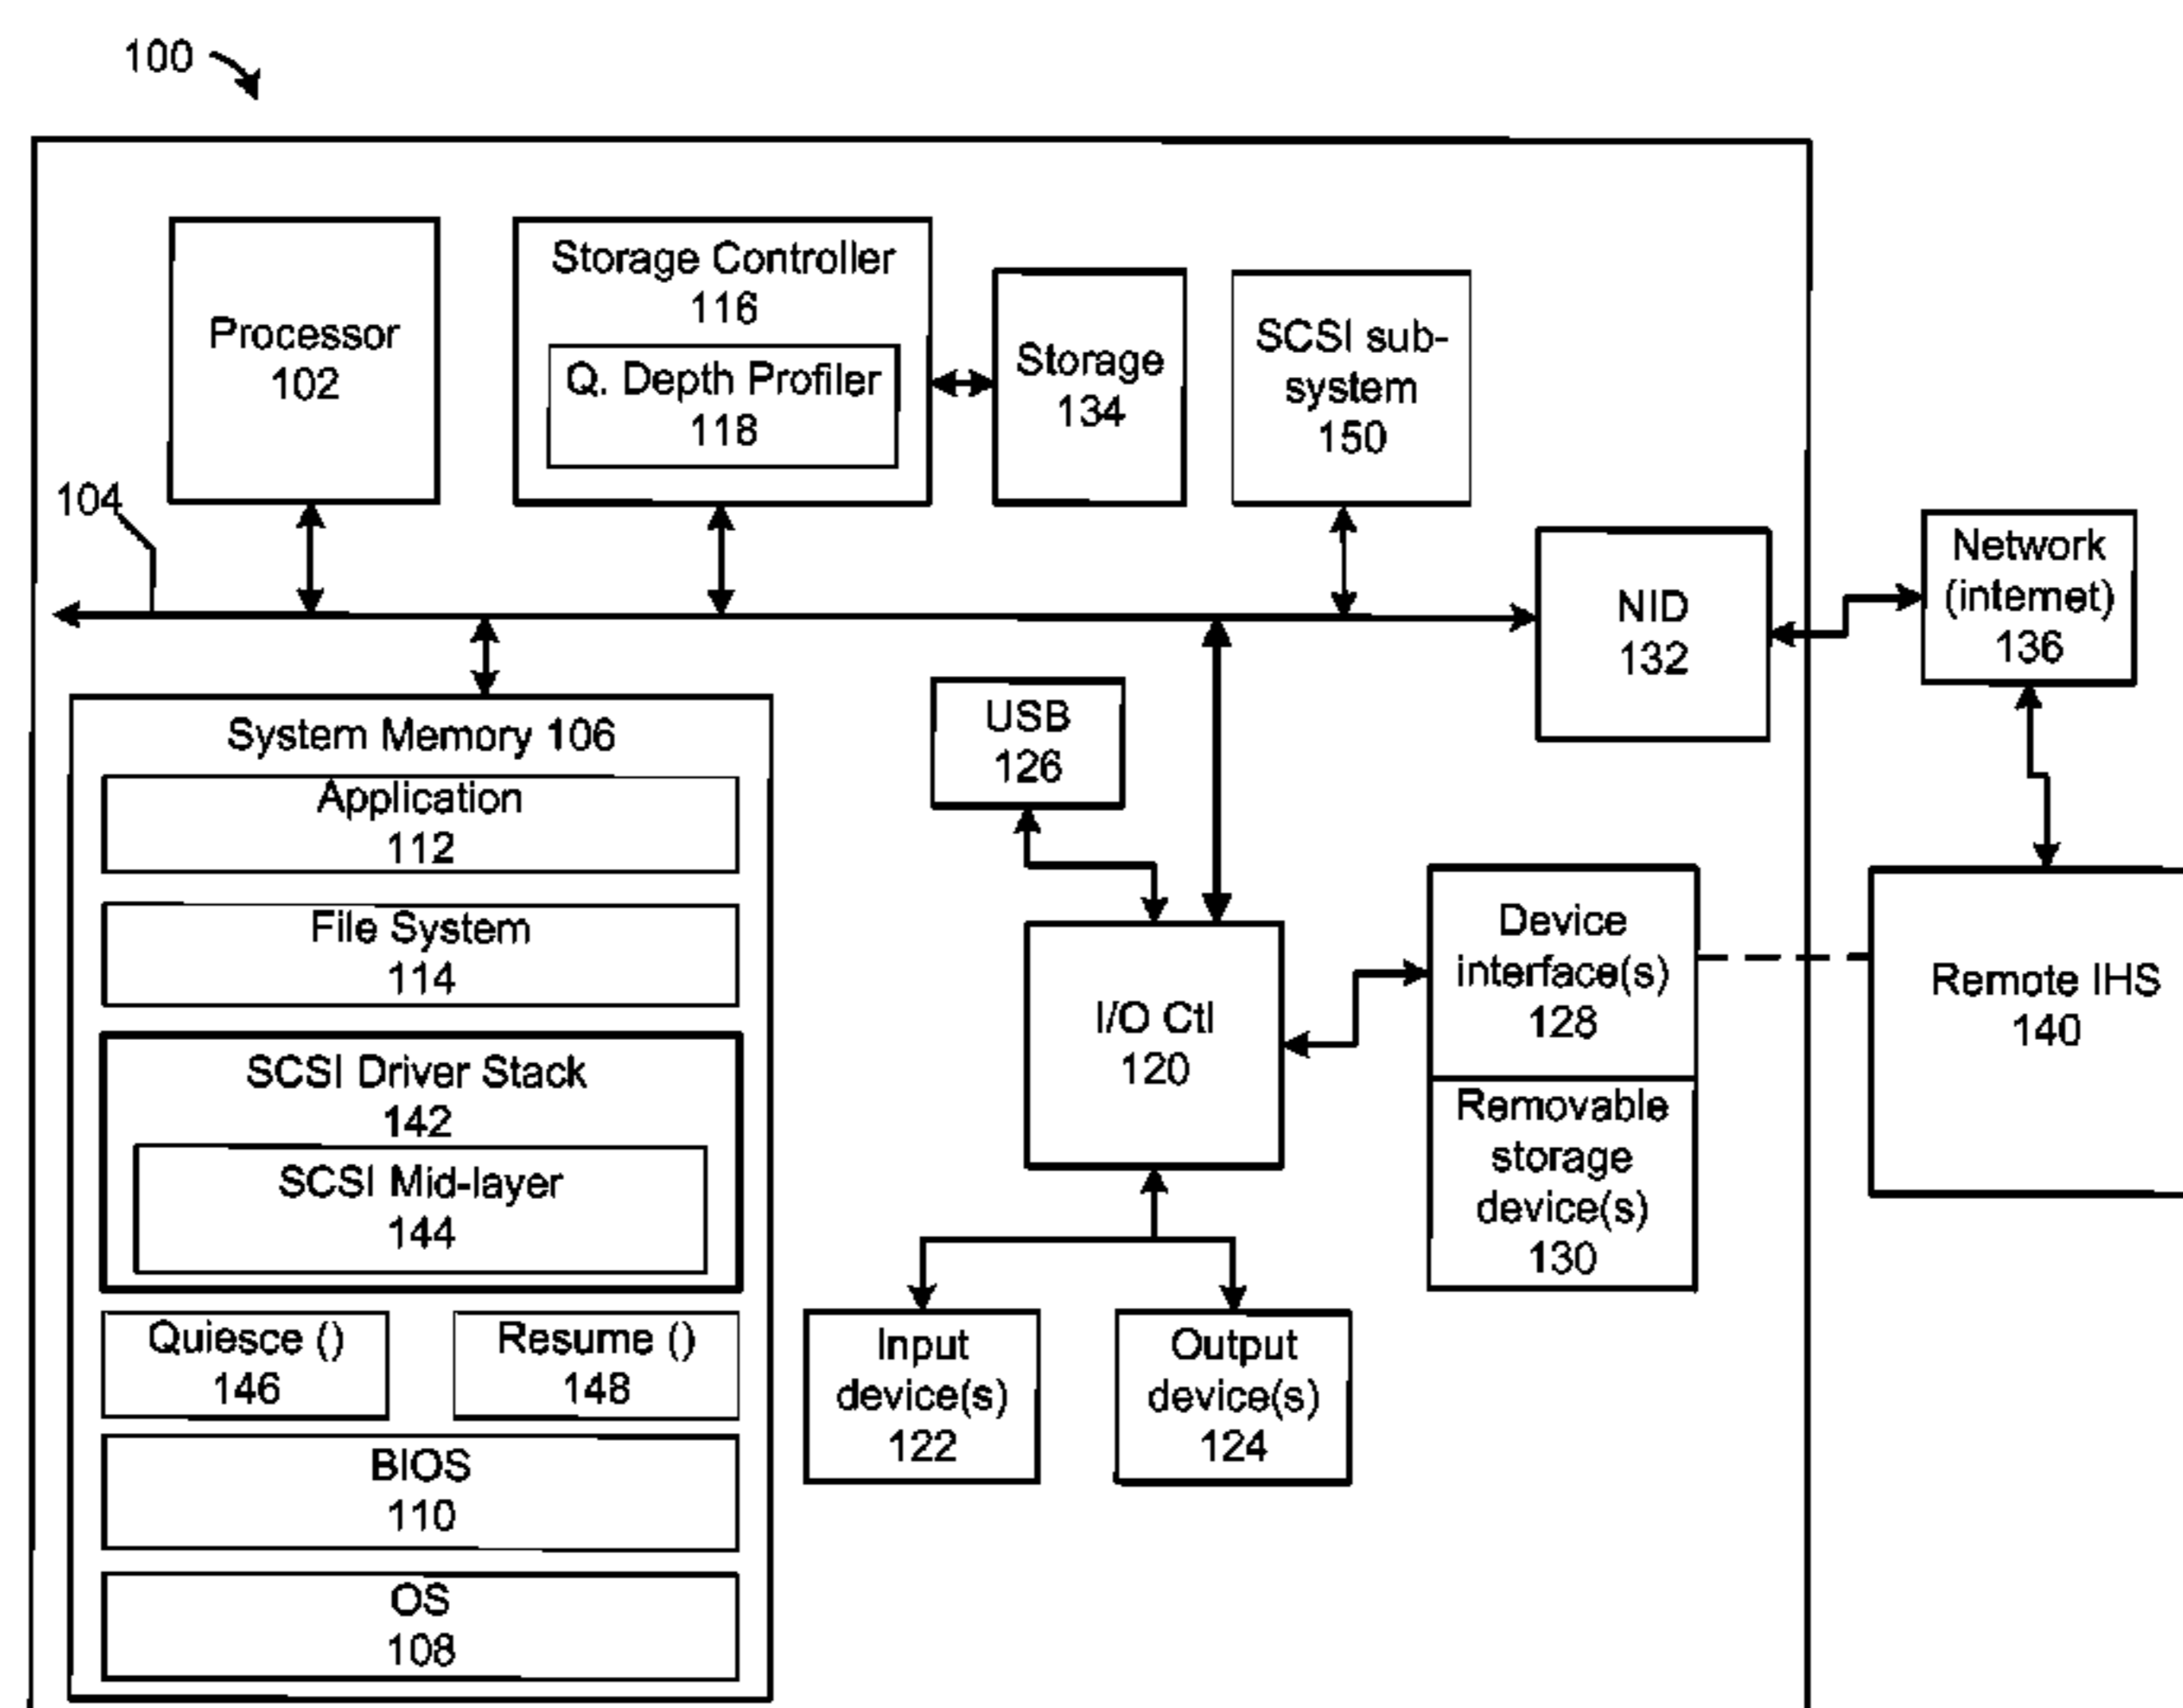 100
Processor
102
Storage Controller
116
Q. Depth Profiler
118
Storage
134
SCSI sub-
system
150
104
NID
132
Network
(internet)
136
System Memory 106
Application
112
File System
114
SCSI Driver Stack
142
SCSI Mid-layer
144
Quiesce ()
146
Resume ()
148
BIOS
110
OS
108
USB
126
I/O Ctl
120
Device
interface(s)
128
Removable
storage
device(s)
130
Remote IHS
140
Input
device(s)
122
Output
device(s)
124